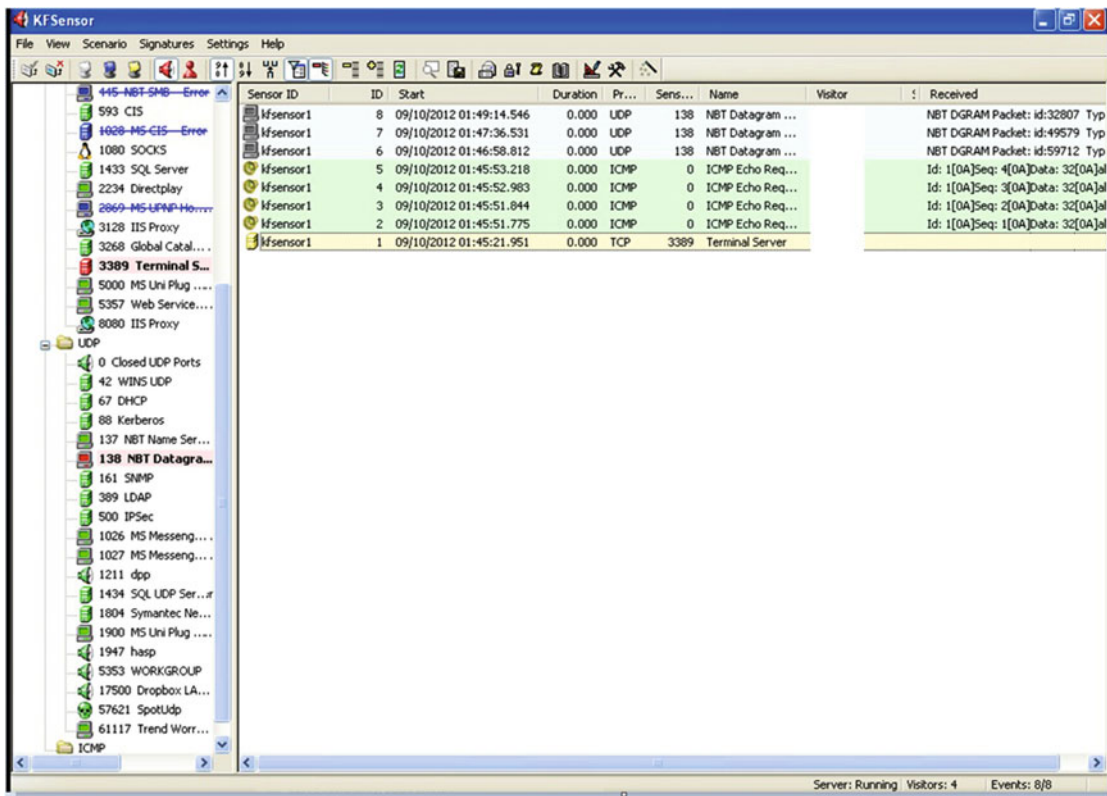 KFSensor
File View Scenario Signatures Settings Help
445 NBT SMB - Error
593 CIS
1028 MS CIS - Error
1080 SOCKS
1433 SQL Server
2234 Directplay
2869 MS UPNP Ho......
3128 IIS Proxy
3268 Global Catal....
3389 Terminal S...
5000 MS Uni Plug .....
5357 Web Service....
8080 IIS Proxy
UDP
0 Closed UDP Ports
42 WINS UDP
67 DHCP
88 Kerberos
137 NBT Name Ser...
138 NBT Datagra...
161 SNMP
389 LDAP
500 IPSec
1026 MS Messeng....
1027 MS Messeng....
1211 dpp
1434 SQL UDP Ser...r
1804 Symantec Ne...
1900 MS Uni Plug .....
1947 hasp
5353 WORKGROUP
17500 Dropbox LA...
57621 SpotUdp
61117 Trend Worr...
ICMP
Sensor ID ID Start Duration Pr... Sens... Name Visitor Received
kfsensor1 8 09/10/2012 01:49:14.546 0.000 UDP 138 NBT Datagram ... NBT DGRAM Packet: id:32807 Typ
kfsensor1 7 09/10/2012 01:47:36.531 0.000 UDP 138 NBT Datagram ... NBT DGRAM Packet: id:49579 Typ
kfsensor1 6 09/10/2012 01:46:58.812 0.000 UDP 138 NBT Datagram ... NBT DGRAM Packet: id:59712 Typ
kfsensor1 5 09/10/2012 01:45:53.218 0.000 ICMP 0 ICMP Echo Req... Id: 1[0A]Seq: 4[0A]Data: 32[0A]al
kfsensor1 4 09/10/2012 01:45:52.983 0.000 ICMP 0 ICMP Echo Req... Id: 1[0A]Seq: 3[0A]Data: 32[0A]al
kfsensor1 3 09/10/2012 01:45:51.844 0.000 ICMP 0 ICMP Echo Req... Id: 1[0A]Seq: 2[0A]Data: 32[0A]al
kfsensor1 2 09/10/2012 01:45:51.775 0.000 ICMP 0 ICMP Echo Req... Id: 1[0A]Seq: 1[0A]Data: 32[0A]al
kfsensor1 1 09/10/2012 01:45:21.951 0.000 TCP 3389 Terminal Server
Server: Running Visitors: 4 Events: 8/8